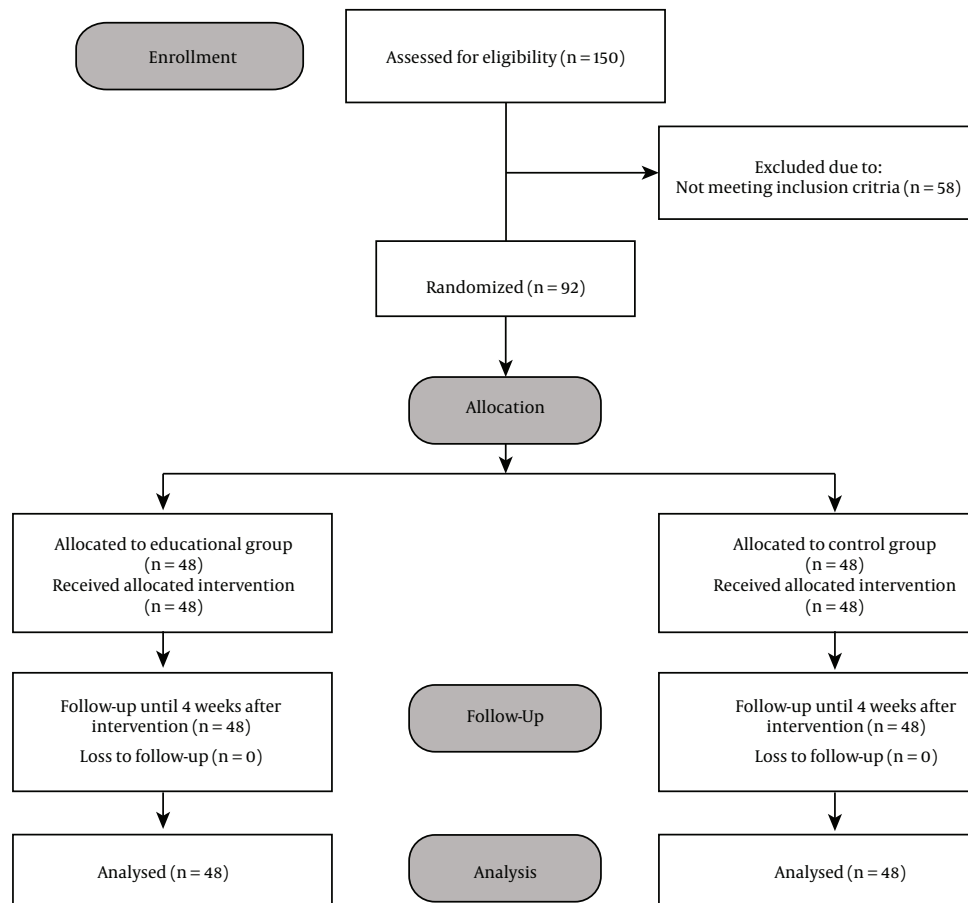 Enrollment
Assessed for eligibility (n = 150)
Excluded due to:
Not meeting inclusion critria (n = 58)
Randomized (n = 92)
Allocation
Allocated to educational group
(n = 48)
Received allocated intervention
(n = 48)
Allocated to control group
(n = 48)
Received allocated intervention
(n = 48)
Follow-up until 4 weeks after
intervention (n = 48)
Loss to follow-up (n = 0)
Follow-Up
Follow-up until 4 weeks after
intervention (n = 48)
Loss to follow-up (n = 0)
Analysed (n = 48)
Analysis
Analysed (n = 48)